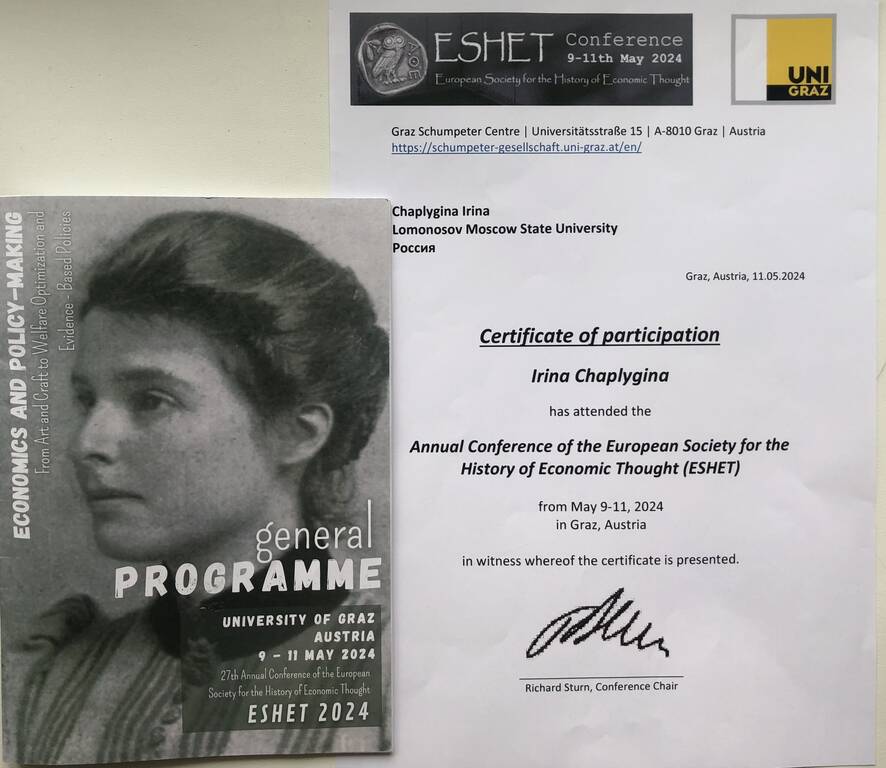 ESHET Conference
9-11th May 2024
European Society for the History of Economic Thought
UNI
GRAZ
Graz Schumpeter Centre | Universitätsstraße 15 | A-8010 Graz | Austria
https://schumpeter-gesellschaft.uni-graz.at/en/
Chaplygina Irina
Lomonosov Moscow State University
Россия
Graz, Austria, 11.05.2024
Certificate of participation
Irina Chaplygina
has attended the
Annual Conference of the European Society for the
History of Economic Thought (ESHET)
from May 9-11, 2024
in Graz, Austria
in witness whereof the certificate is presented.
Richard Sturn, Conference Chair
ECONOMICS AND POLICY-MAKING
From Art and Craft to Welfare Optimization and
Evidence - Based Policies
general
PROGRAMME
UNIVERSITY OF GRAZ
AUSTRIA
9 - 11 MAY 2024
27th Annual Conference of the European
Society for the History of Economic Thought
ESHET 2024